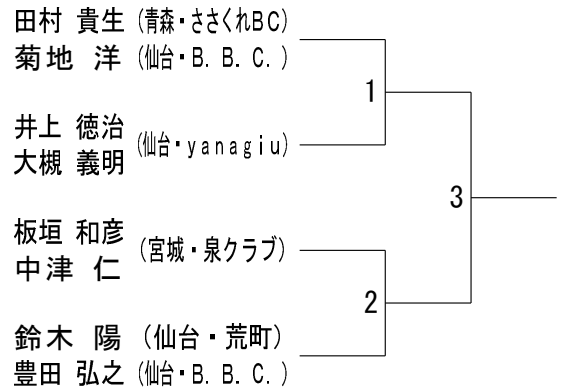 田村 貴生 (青森・ささくれBC)
菊地 洋 (仙台・B.B.C.)
1
井上 徳治
(仙台・yanagiu)
大槻 義明
3
板垣 和彦
(宮城・泉クラブ)
中津 仁
2
鈴木 陽 (仙台・荒町)
豊田 弘之 (仙台・B.B.C.)